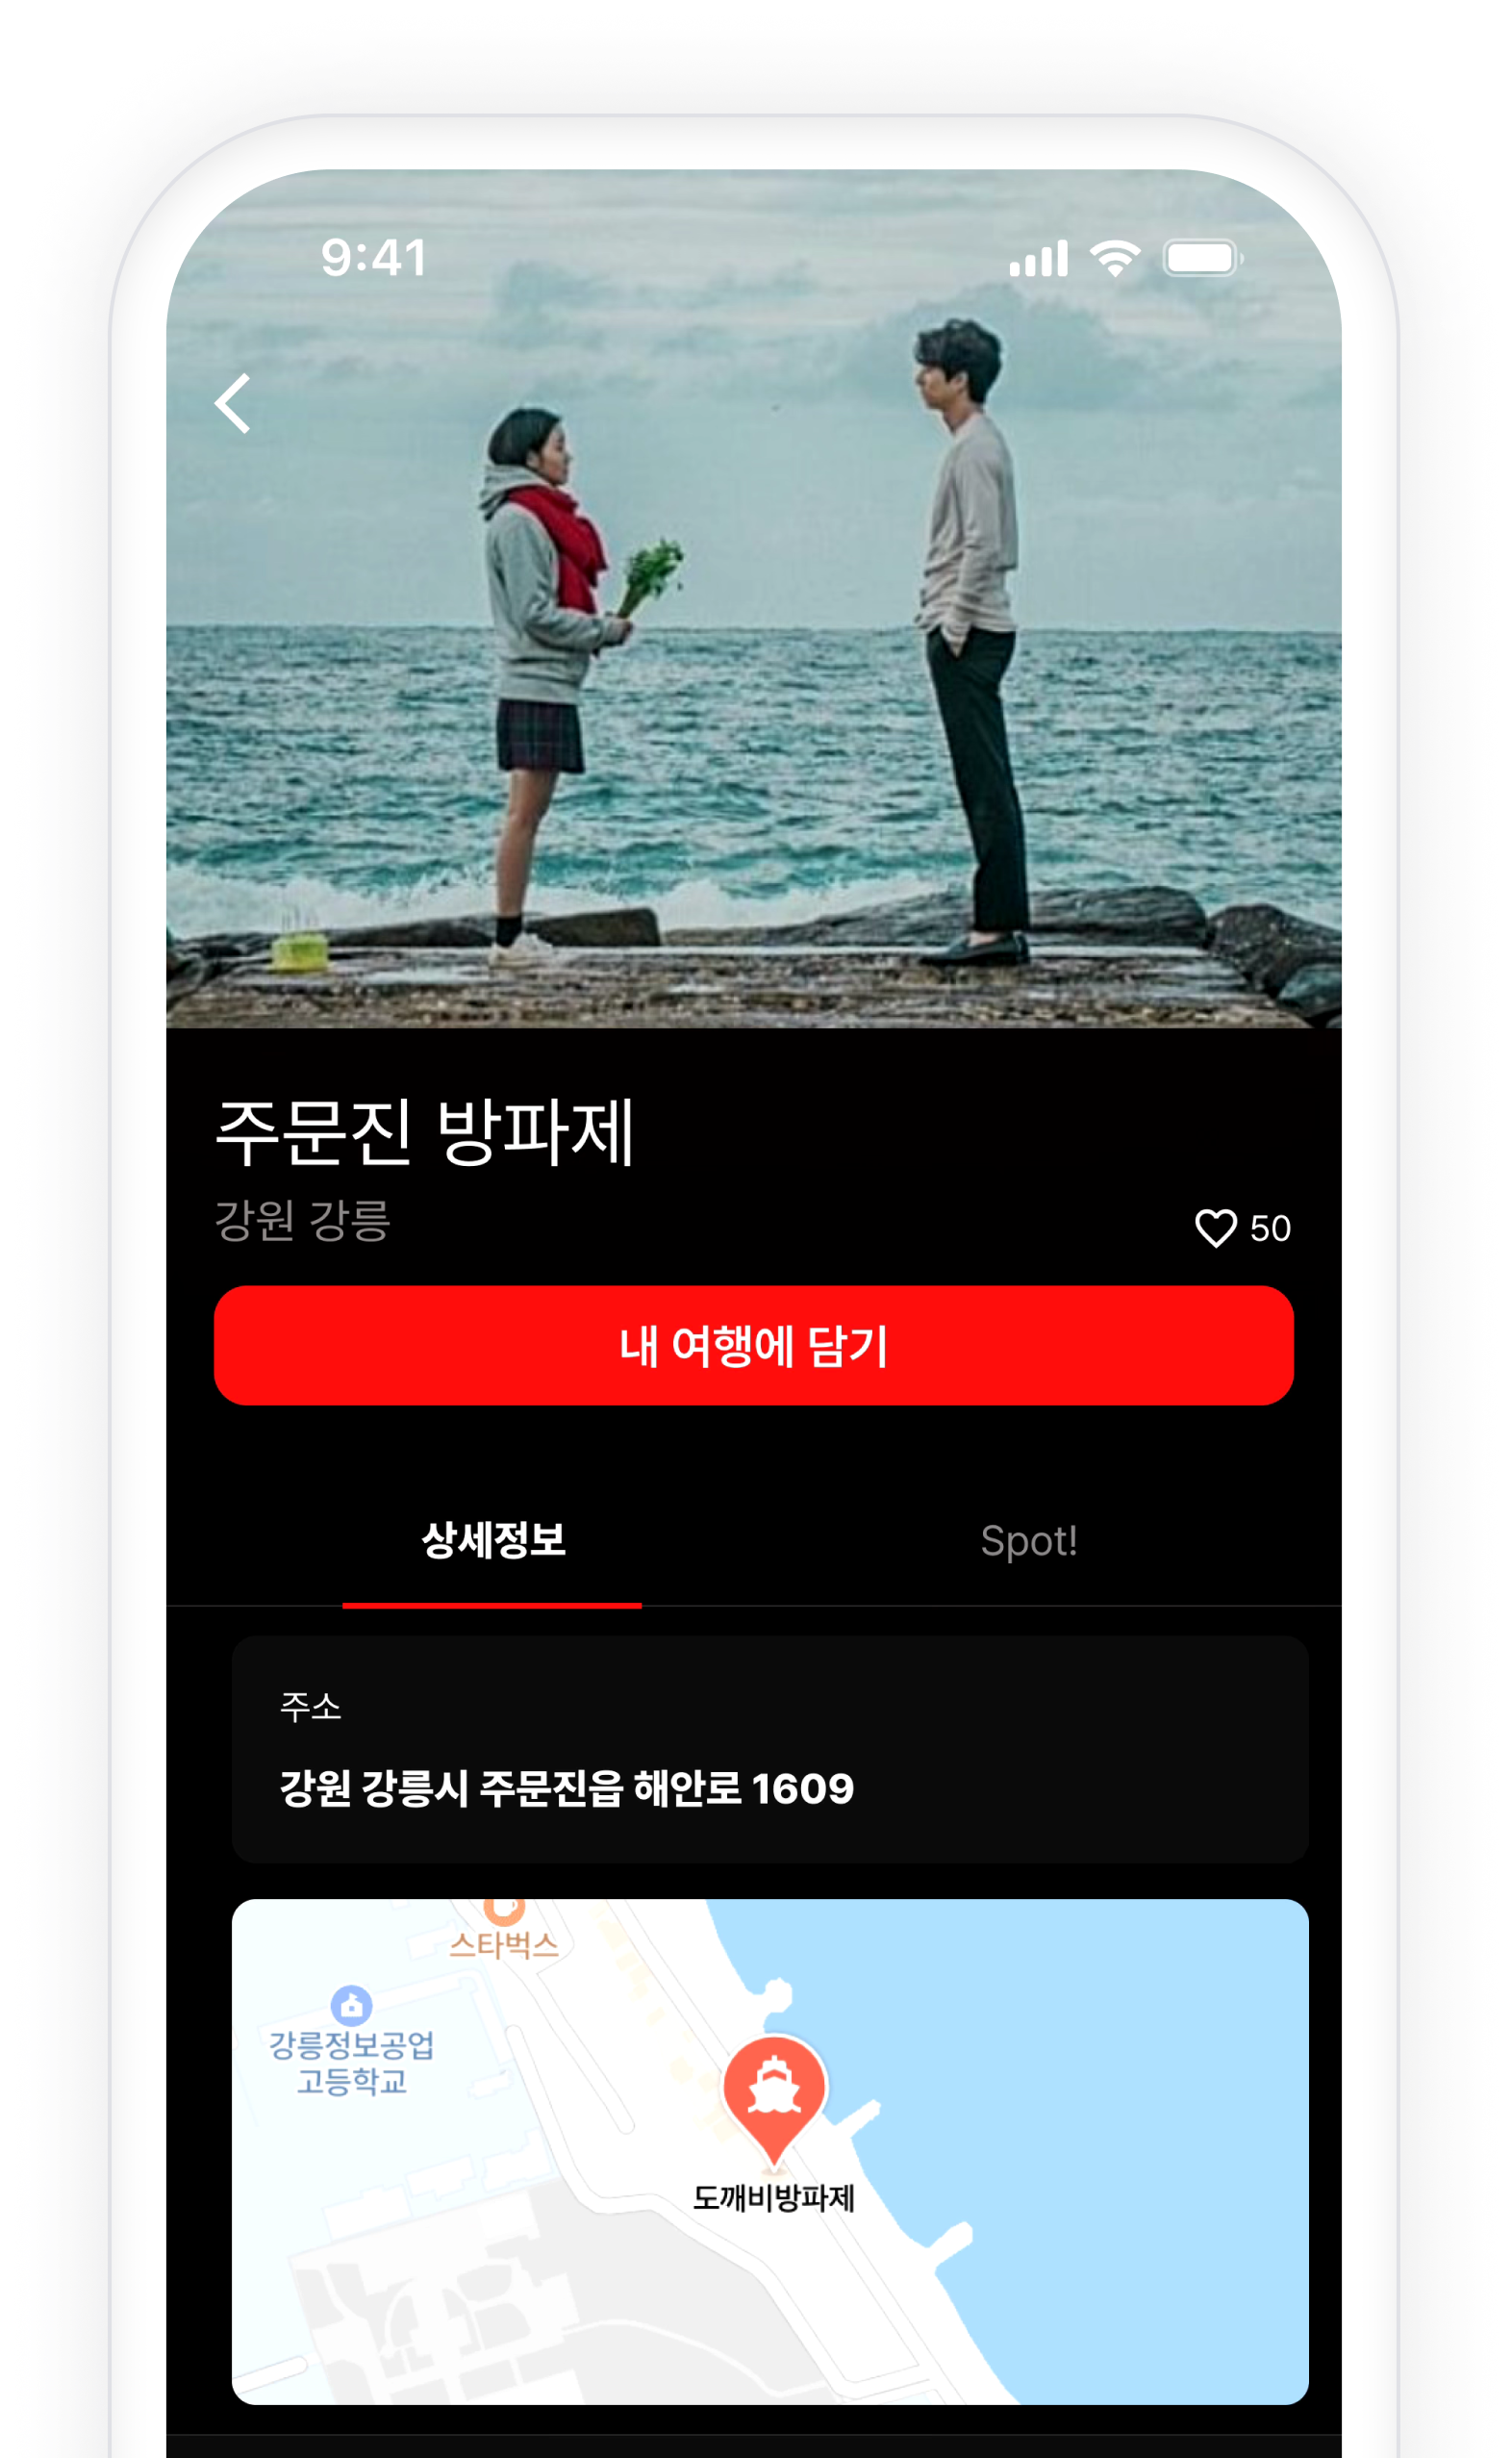 9:41
주문진 방파제
강원 강릉
50
내 여행에 담기
상세정보
Spot!
주소
강원 강릉시 주문진읍 해안로 1609
스타벅스
강릉정보공업
고등학교
도깨비방파제